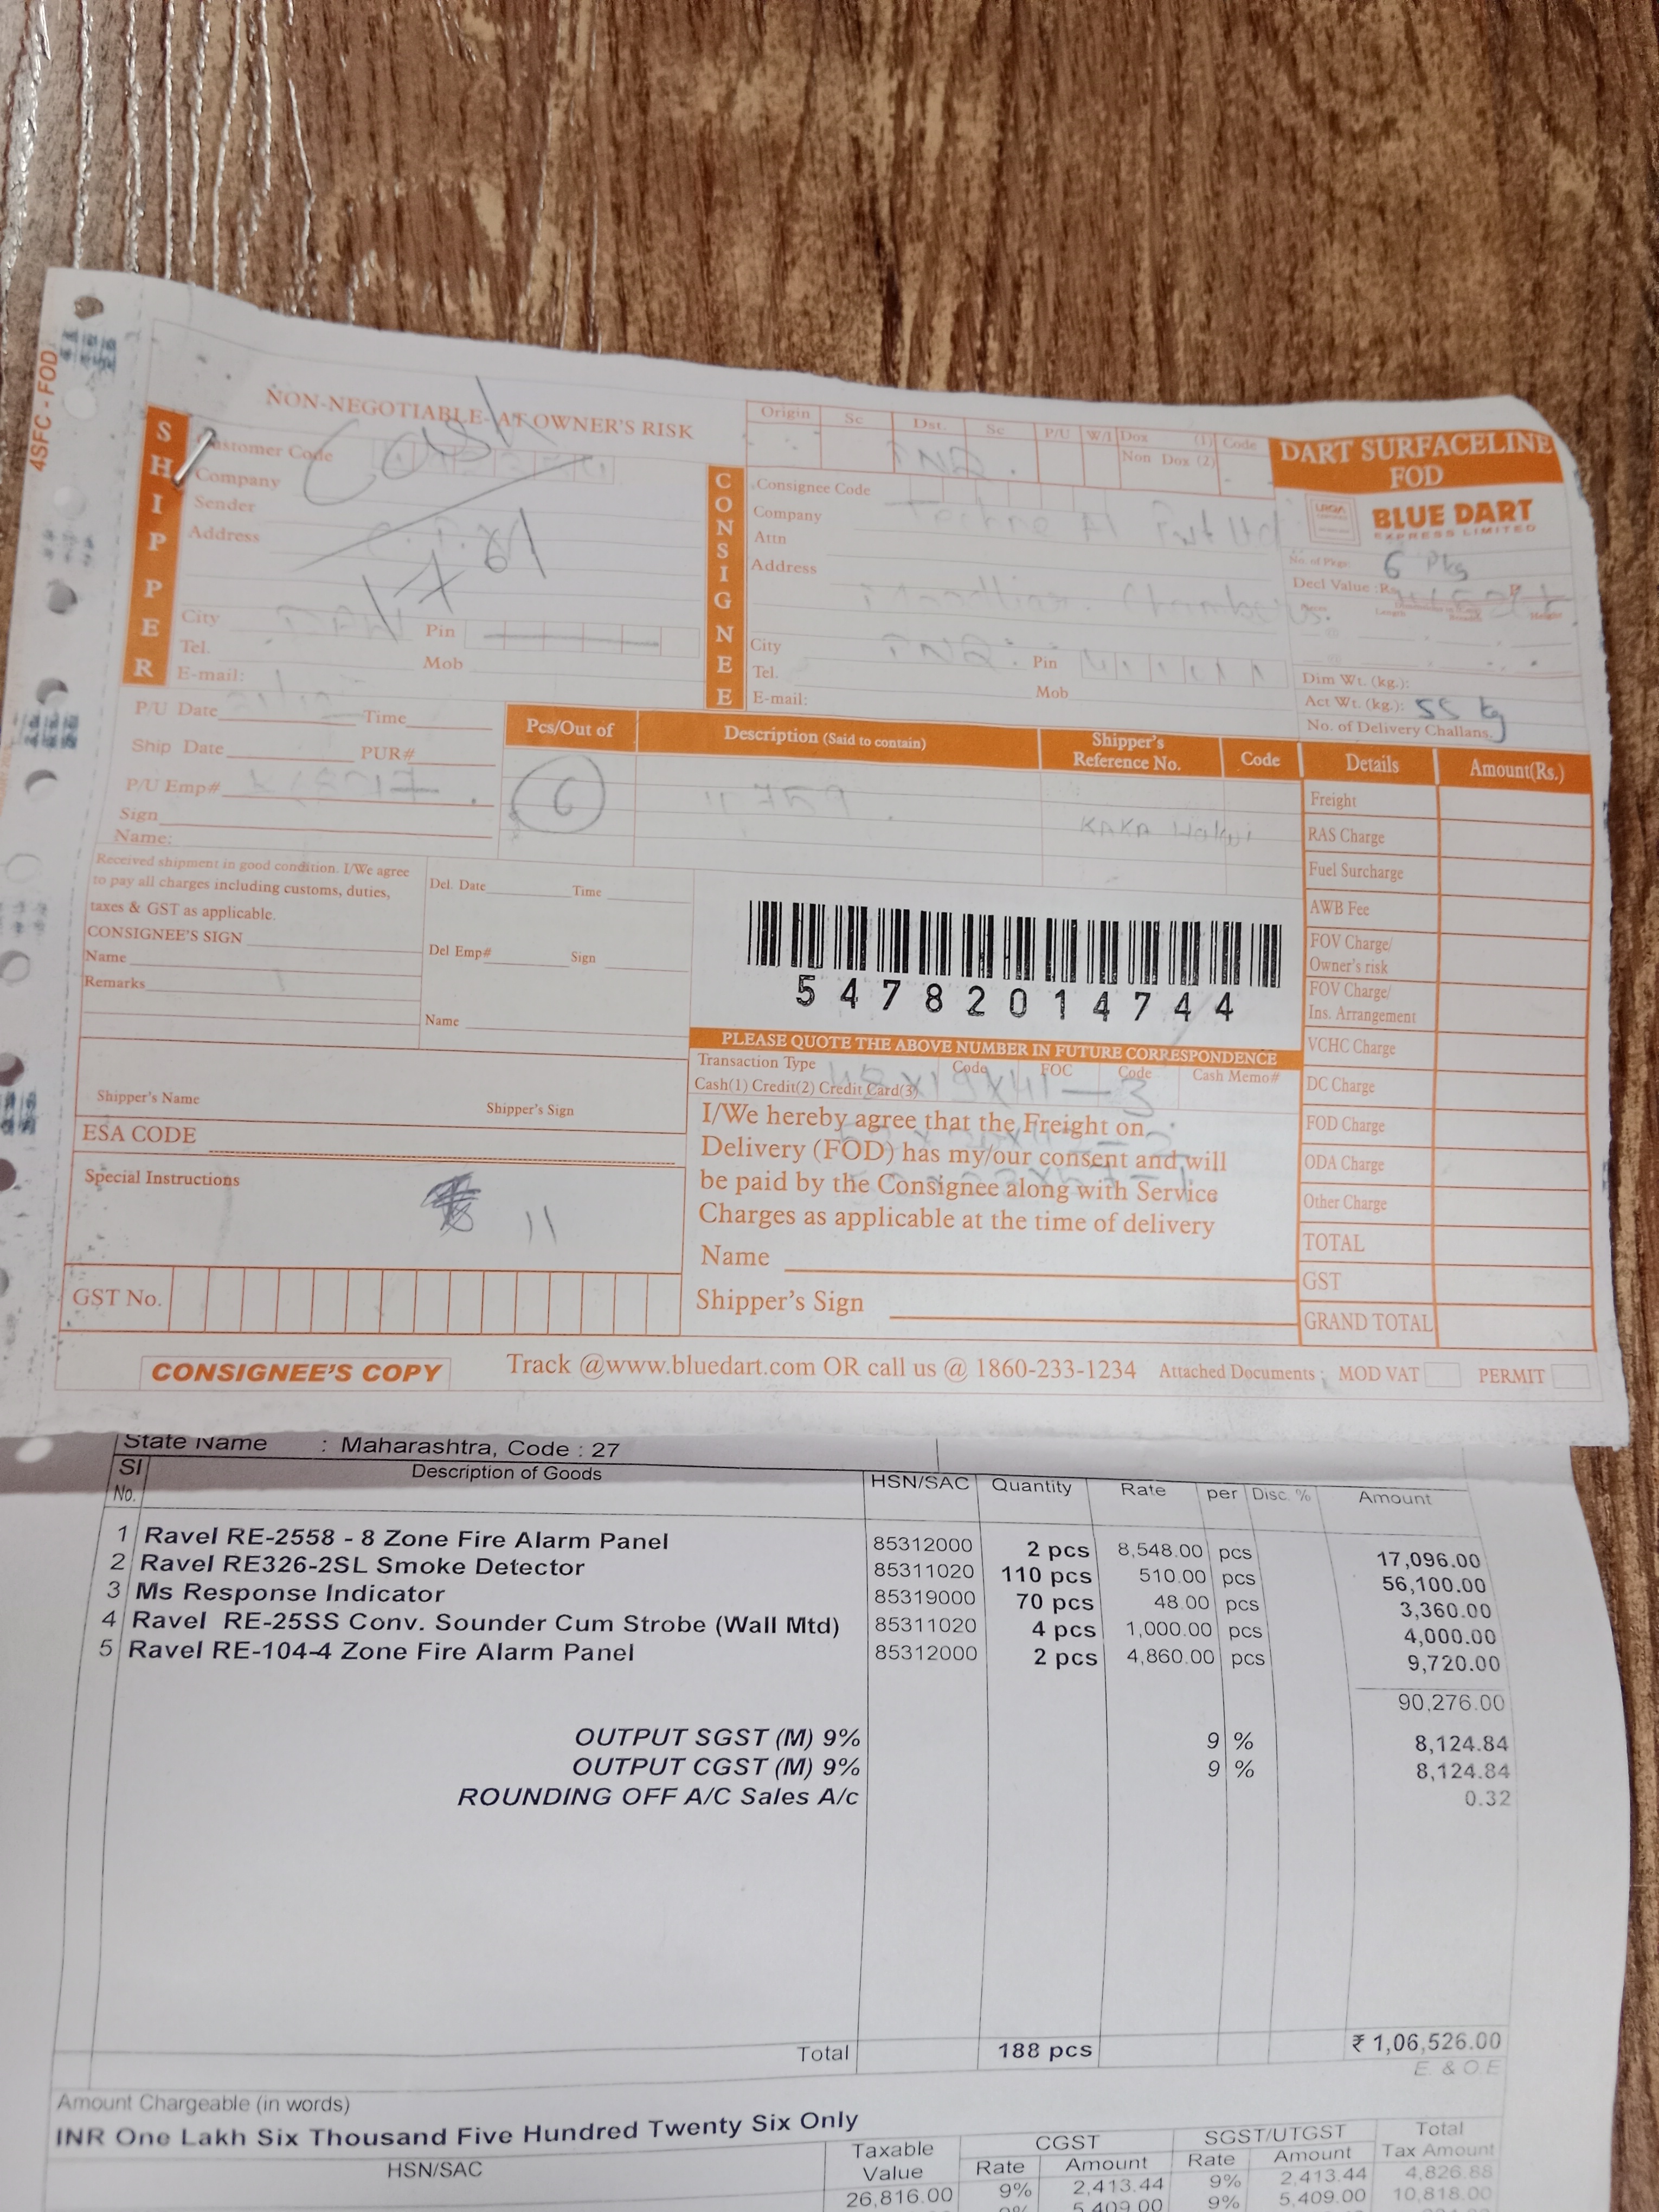 4SFC - FOD
NON-NEGOTIABLE- AT OWNER'S RISK
SHIPPER
Cash
Customer Code
Company
Sender
Address
City
Pin
Tel.
Mob
E-mail:
Origin Sc Dst. Sc P/U W/I Dox (1) Code
Non Dox (2)
CONSIGNEE
Consignee Code
Company
Attn
Address
City
Pin
Tel.
Mob
E-mail:
DART SURFACELINE
FOD
BLUE DART
EXPRESS LIMITED
No. of Pkgs: 6 Pkg
Decl Value :Rs.
Dim Wt. (kg.):
Act Wt. (kg.): 55 kg
No. of Delivery Challans.
P/U Date Time
Ship Date PUR#
P/U Emp#
Sign
Name:
Pcs/Out of Description (Said to contain) Shipper's Reference No. Code
6
KAKA
Details Amount(Rs.)
Freight
RAS Charge
Fuel Surcharge
AWB Fee
FOV Charge/
Owner's risk
FOV Charge/
Ins. Arrangement
VCHC Charge
DC Charge
FOD Charge
ODA Charge
Other Charge
TOTAL
GST
GRAND TOTAL
Received shipment in good condition. I/We agree
to pay all charges including customs, duties,
taxes & GST as applicable.
CONSIGNEE'S SIGN
Name
Remarks
Del. Date Time
Del Emp# Sign
Name
54782014744
PLEASE QUOTE THE ABOVE NUMBER IN FUTURE CORRESPONDENCE
Transaction Type Code FOC Code Cash Memo#
Cash(1) Credit(2) Credit Card(3)
I/We hereby agree that the Freight on
Delivery (FOD) has my/our consent and will
be paid by the Consignee along with Service
Charges as applicable at the time of delivery
Name
Shipper's Sign
Shipper's Name Shipper's Sign
ESA CODE
Special Instructions
11
GST No.
CONSIGNEE'S COPY Track @www.bluedart.com OR call us @ 1860-233-1234 Attached Documents : MOD VAT PERMIT
State Name : Maharashtra, Code : 27
Sl No. Description of Goods HSN/SAC Quantity Rate per Disc. % Amount
1 Ravel RE-2558 - 8 Zone Fire Alarm Panel 85312000 2 pcs 8,548.00 pcs 17,096.00
2 Ravel RE326-2SL Smoke Detector 85311020 110 pcs 510.00 pcs 56,100.00
3 Ms Response Indicator 85319000 70 pcs 48.00 pcs 3,360.00
4 Ravel RE-25SS Conv. Sounder Cum Strobe (Wall Mtd) 85311020 4 pcs 1,000.00 pcs 4,000.00
5 Ravel RE-104-4 Zone Fire Alarm Panel 85312000 2 pcs 4,860.00 pcs 9,720.00
90,276.00
OUTPUT SGST (M) 9% 9 % 8,124.84
OUTPUT CGST (M) 9% 9 % 8,124.84
ROUNDING OFF A/C Sales A/c 0.32
Total 188 pcs ₹ 1,06,526.00
E. & O.E
Amount Chargeable (in words)
INR One Lakh Six Thousand Five Hundred Twenty Six Only
HSN/SAC Taxable Value CGST Rate Amount SGST/UTGST Rate Amount Total Tax Amount
26,816.00 9% 2,413.44 9% 2,413.44 4,826.88
9% 5,409.00 9% 5,409.00 10,818.00